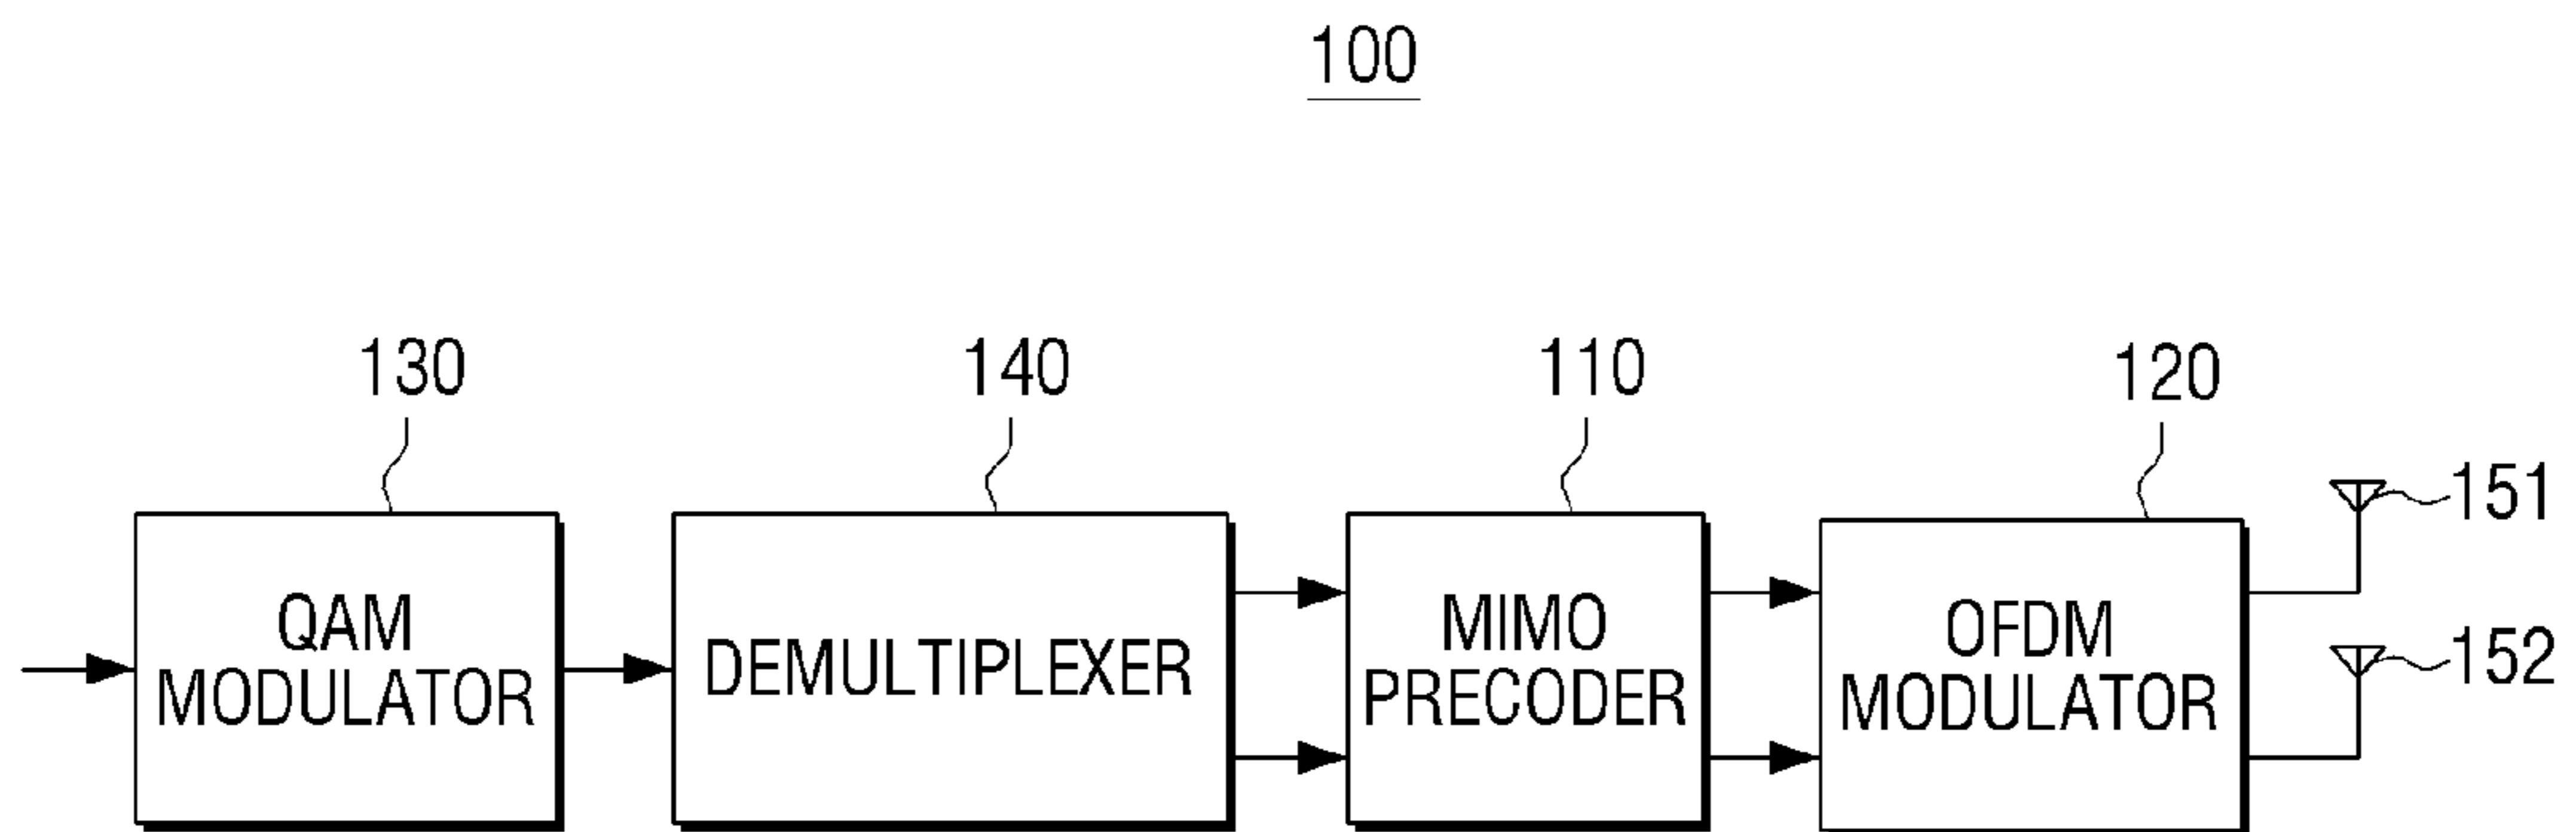 100
130
140
110
120
151
152
QAM
MODULATOR
DEMULTIPLEXER
MIMO
PRECODER
OFDM
MODULATOR